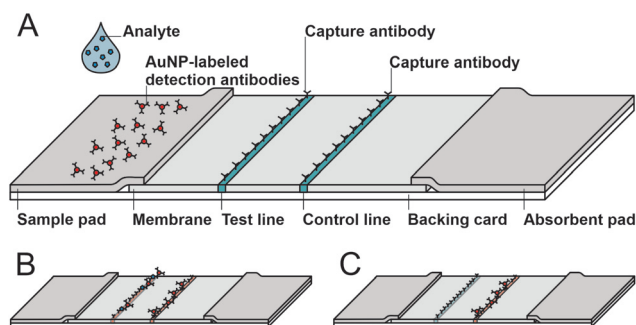 A
Analyte
Capture antibody
AuNP-labeled
detection antibodies
Capture antibody
Sample pad
Membrane
Test line
Control line
Backing card
Absorbent pad
B
C